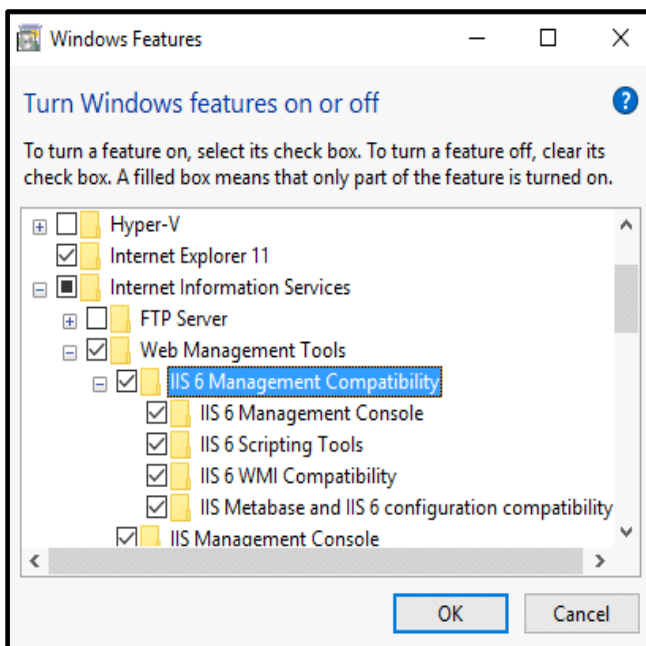 Windows Features
Turn Windows features on or off
To turn a feature on, select its check box. To turn a feature off, clear its
check box. A filled box means that only part of the feature is turned on.
Hyper-V
Internet Explorer 11
Internet Information Services
FTP Server
Web Management Tools
IIS 6 Management Compatibility
IIS 6 Management Console
IIS 6 Scripting Tools
IIS 6 WMI Compatibility
IIS Metabase and IIS 6 configuration compatibility
IIS Management Console
OK Cancel